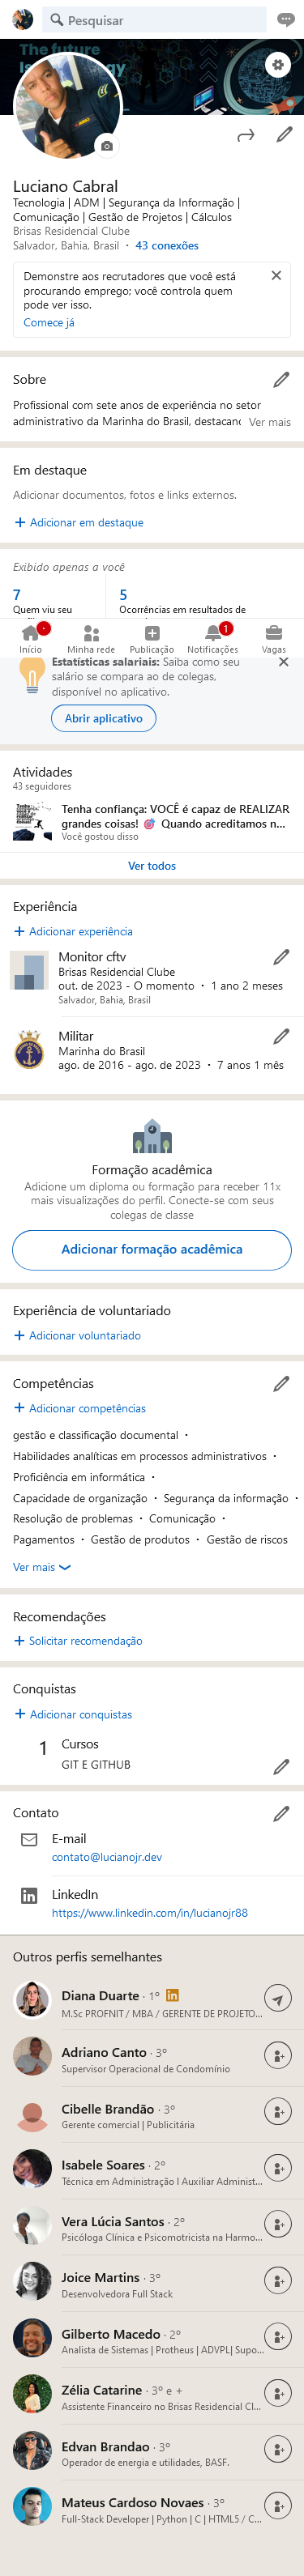 Pesquisar
The future
is
logy
Luciano Cabral
Tecnologia | ADM | Segurança da Informação |
Comunicação | Gestão de Projetos | Cálculos
Brisas Residencial Clube
Salvador, Bahia, Brasil · 43 conexões
Demonstre aos recrutadores que você está
procurando emprego; você controla quem
pode ver isso.
Comece já
Sobre
Profissional com sete anos de experiência no setor
administrativo da Marinha do Brasil, destacand Ver mais
Em destaque
Adicionar documentos, fotos e links externos.
+ Adicionar em destaque
Exibido apenas a você
7
5
Quem viu seu
Ocorrências em resultados de
1
Início Minha rede Publicação Notificações Vagas
Estatísticas salariais: Saiba como seu
salário se compara ao de colegas,
disponível no aplicativo.
Abrir aplicativo
Atividades
43 seguidores
Tenha confiança: VOCÊ é capaz de REALIZAR
grandes coisas! 🎯 Quando acreditamos n...
Você gostou disso
Ver todos
Experiência
+ Adicionar experiência
Monitor cftv
Brisas Residencial Clube
out. de 2023 - O momento · 1 ano 2 meses
Salvador, Bahia, Brasil
Militar
Marinha do Brasil
ago. de 2016 - ago. de 2023 · 7 anos 1 mês
Formação acadêmica
Adicione um diploma ou formação para receber 11x
mais visualizações do perfil. Conecte-se com seus
colegas de classe
Adicionar formação acadêmica
Experiência de voluntariado
+ Adicionar voluntariado
Competências
+ Adicionar competências
gestão e classificação documental ·
Habilidades analíticas em processos administrativos ·
Proficiência em informática ·
Capacidade de organização · Segurança da informação ·
Resolução de problemas · Comunicação ·
Pagamentos · Gestão de produtos · Gestão de riscos
Ver mais
Recomendações
+ Solicitar recomendação
Conquistas
+ Adicionar conquistas
1 Cursos
GIT E GITHUB
Contato
E-mail
contato@lucianojr.dev
LinkedIn
https://www.linkedin.com/in/lucianojr88
Outros perfis semelhantes
Diana Duarte · 1º in
M.Sc PROFNIT / MBA / GERENTE DE PROJETO...
Adriano Canto · 3º
Supervisor Operacional de Condomínio
Cibelle Brandão · 3º
Gerente comercial | Publicitária
Isabele Soares · 2º
Técnica em Administração l Auxiliar Administ...
Vera Lúcia Santos · 2º
Psicóloga Clínica e Psicomotricista na Harmo...
Joice Martins · 3º
Desenvolvedora Full Stack
Gilberto Macedo · 2º
Analista de Sistemas | Protheus | ADVPL| Supo...
Zélia Catarine · 3º e +
Assistente Financeiro no Brisas Residencial Cl...
Edvan Brandao · 3º
Operador de energia e utilidades, BASF.
Mateus Cardoso Novaes · 3º
Full-Stack Developer | Python | C | HTML5 / C...